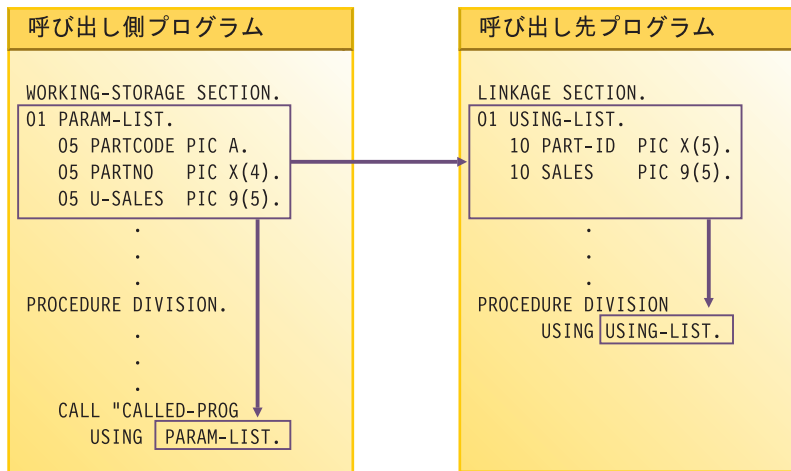 呼び出し側プログラム
WORKING-STORAGE SECTION.
01 PARAM-LIST.
05 PARTCODE PIC A.
05 PARTNO PIC X(4).
05 U-SALES PIC 9(5).
.
.
.
PROCEDURE DIVISION.
.
.
.
CALL "CALLED-PROG
USING PARAM-LIST.
呼び出し先プログラム
LINKAGE SECTION.
01 USING-LIST.
10 PART-ID PIC X(5).
10 SALES PIC 9(5).
.
.
.
PROCEDURE DIVISION
USING USING-LIST.